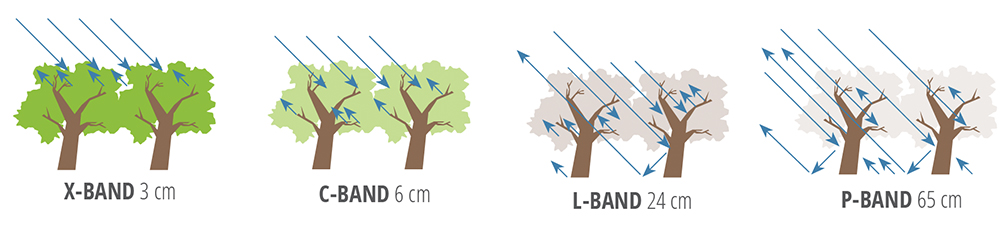 X-BAND 3 cm
C-BAND 6 cm
L-BAND 24 cm
P-BAND 65 cm